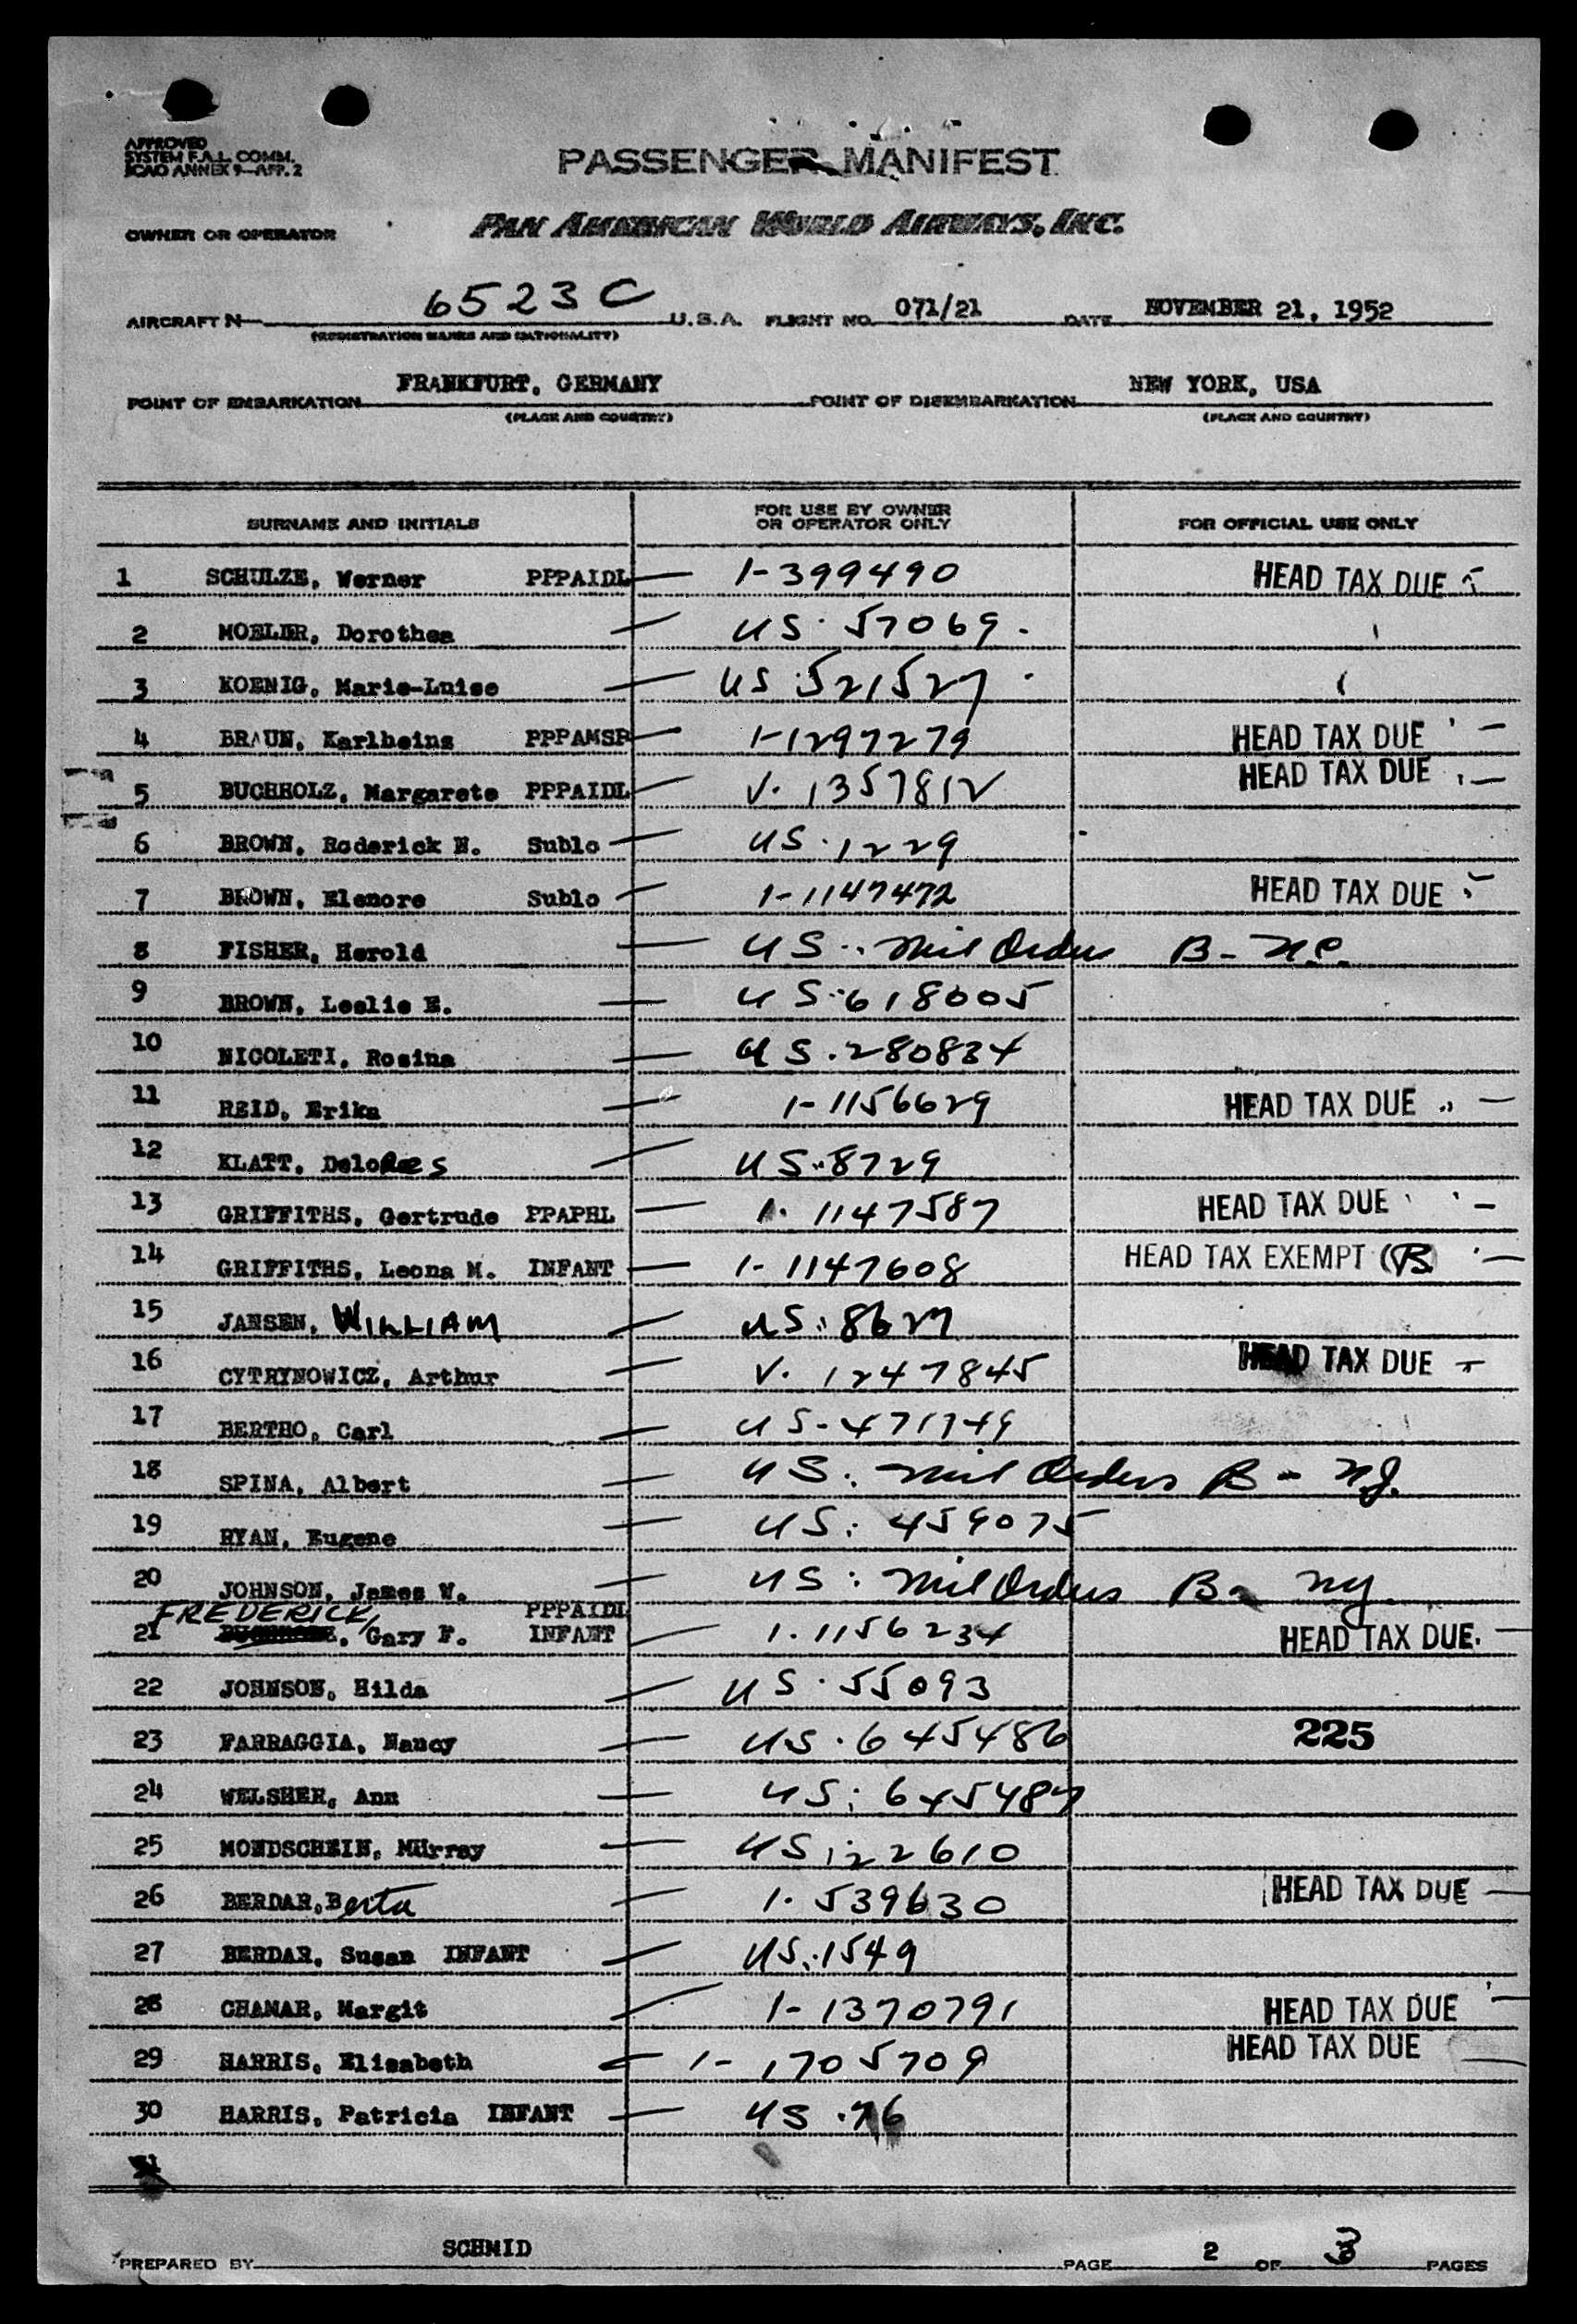 APPROVED
SYSTEM F.A.L. COMM.
ICAO ANNEX 9-APP. 2
PASSENGER MANIFEST
OWNER OR OPERATOR PAN AMERICAN WORLD AIRWAYS, INC.
AIRCRAFT N 6523C U.S.A. FLIGHT NO. 071/21 DATE NOVEMBER 21, 1952
(REGISTRATION MARKS AND NATIONALITY)
POINT OF EMBARKATION FRANKFURT, GERMANY POINT OF DISEMBARKATION NEW YORK, USA
(PLACE AND COUNTRY) (PLACE AND COUNTRY)
SURNAME AND INITIALS FOR USE BY OWNER OR OPERATOR ONLY FOR OFFICIAL USE ONLY
1 SCHULZE, Werner PPPAIDL — 1-399490 HEAD TAX DUE
2 MOELER, Dorothea — US. 57069.
3 KOENIG, Marie-Luise — US. 521527
4 BRAUN, Karlheinz PPPAMSP — 1-1297279 HEAD TAX DUE —
5 BUCHHOLZ, Margarete PPPAIDL — V. 1357812 HEAD TAX DUE —
6 BROWN, Roderick N. Sublo — US. 1229
7 BROWN, Elenore Sublo — 1-1147472 HEAD TAX DUE
8 FISHER, Herold — US. Mil Orders B- N.C.
9 BROWN, Leslie E. — US. 618005
10 NICOLETI, Rosina — US. 280834
11 REID, Erika — 1-1156629 HEAD TAX DUE —
12 KLATT, Delores — US. 8729
13 GRIFFITHS, Gertrude PPAPHL — 1. 1147587 HEAD TAX DUE —
14 GRIFFITHS, Leona M. INFANT — 1-1147608 HEAD TAX EXEMPT (B) —
15 JANSEN, WILLIAM — US. 8627
16 CYTRYNOWICZ, Arthur — V. 1247845 HEAD TAX DUE —
17 BERTHO, Carl — US-471749
18 SPINA, Albert — US. Mil Orders B- N.J.
19 RYAN, Eugene — US. 459075
20 JOHNSON, James W. — US: Mil Orders B- NY.
FREDERICK, PPPAIDL
21 Gary F. INFANT — 1. 1156234 HEAD TAX DUE. —
22 JOHNSON, Hilda — US. 55093
23 FARRAGGIA, Nancy — US. 645486 225
24 WELSHER, Ann — US. 645487
25 MONDSCHEIN, Murray — US. 22610
26 BERDAR, Berta — 1. 539630 HEAD TAX DUE —
27 BERDAR, Susan INFANT — US. 1549
28 CHAMAR, Margit — 1-1370791 HEAD TAX DUE —
29 HARRIS, Elisabeth — 1-1705709 HEAD TAX DUE
30 HARRIS, Patricia INFANT — US. 76
31
PREPARED BY SCHMID PAGE 2 OF 3 PAGES